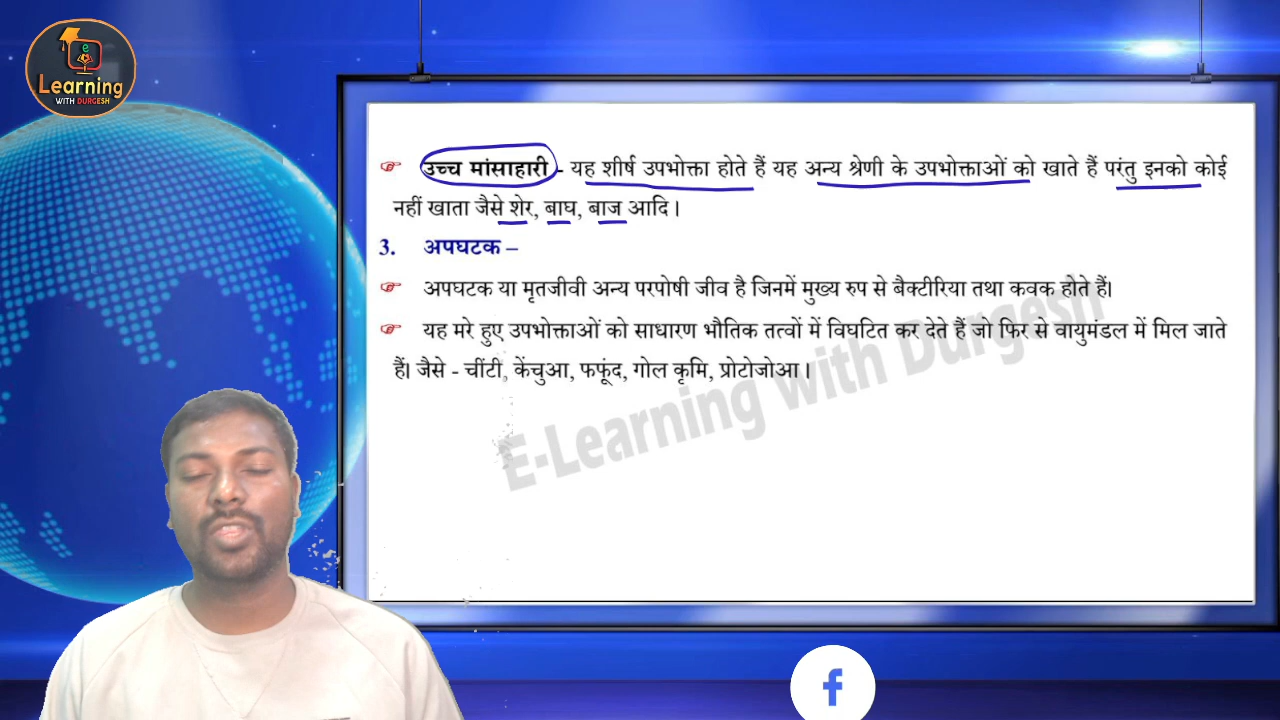 e
Learning
WITH DURGESH
☞ उच्च मांसाहारी - यह शीर्ष उपभोक्ता होते हैं यह अन्य श्रेणी के उपभोक्ताओं को खाते हैं परंतु इनको कोई
नहीं खाता जैसे शेर, बाघ, बाज आदि ।
3. अपघटक –
☞ अपघटक या मृतजीवी अन्य परपोषी जीव है जिनमें मुख्य रुप से बैक्टीरिया तथा कवक होते हैं।
☞ यह मरे हुए उपभोक्ताओं को साधारण भौतिक तत्वों में विघटित कर देते हैं जो फिर से वायुमंडल में मिल जाते
हैं। जैसे - चींटी, केंचुआ, फफूंद, गोल कृमि, प्रोटोजोआ ।
E-Learning with Durgesh
f